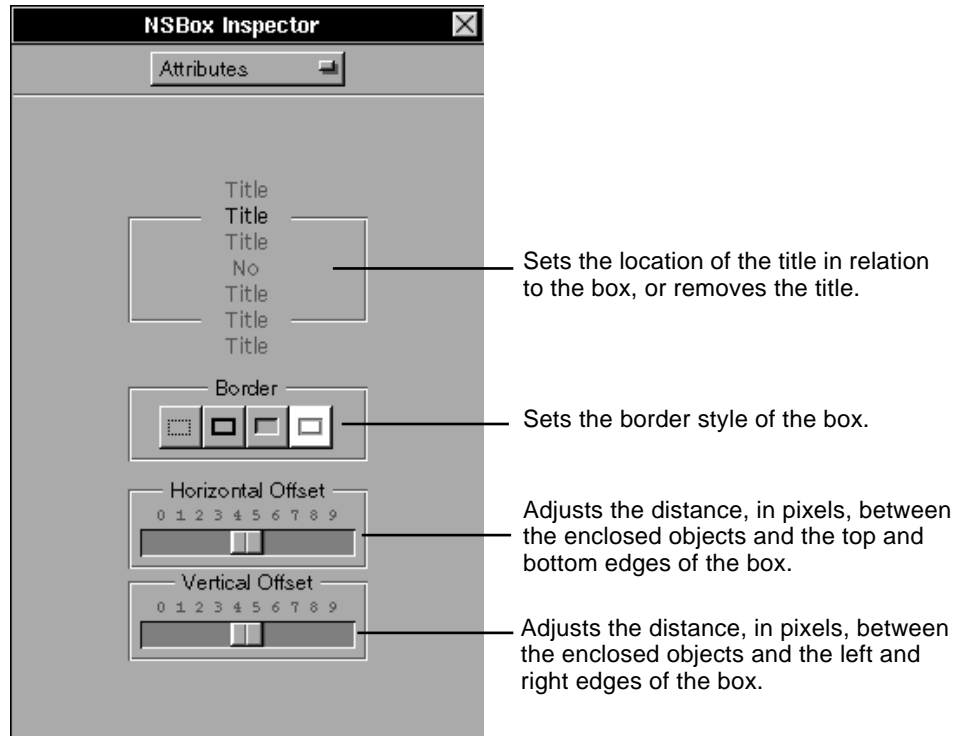 NSBox Inspector
Attributes
Title
Title
Title
No
Title
Title
Title
Sets the location of the title in relation
to the box, or removes the title.
Border
Sets the border style of the box.
Horizontal Offset
0 1 2 3 4 5 6 7 8 9
Adjusts the distance, in pixels, between
the enclosed objects and the top and
bottom edges of the box.
Vertical Offset
0 1 2 3 4 5 6 7 8 9
Adjusts the distance, in pixels, between
the enclosed objects and the left and
right edges of the box.